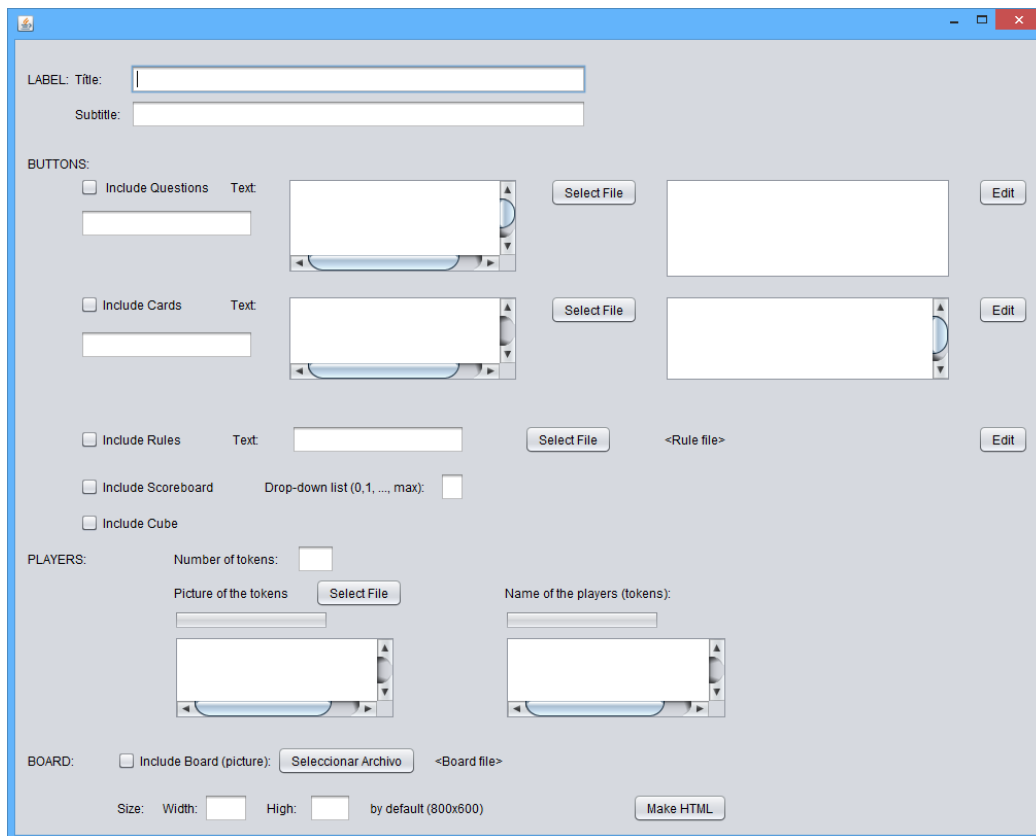 LABEL: Títle:
Subtitle:
BUTTONS:
Include Questions Text: Select File Edit
Include Cards Text: Select File Edit
Include Rules Text: Select File <Rule file> Edit
Include Scoreboard Drop-down list (0,1, ..., max):
Include Cube
PLAYERS: Number of tokens:
Picture of the tokens Select File Name of the players (tokens):
BOARD: Include Board (picture): Seleccionar Archivo <Board file>
Size: Width: High: by default (800x600) Make HTML